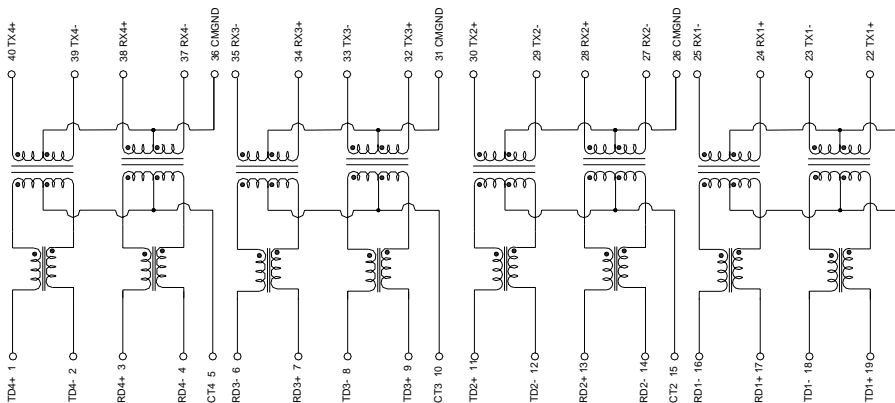 40 TX4+
39 TX4-
38 RX4+
37 RX4-
36 CMGND
35 RX3-
34 RX3+
33 TX3-
32 TX3+
31 CMGND
30 TX2+
29 TX2-
28 RX2+
27 RX2-
26 CMGND
25 RX1-
24 RX1+
23 TX1-
22 TX1+
TD4+ 1
TD4- 2
RD4+ 3
RD4- 4
CT4 5
RD3- 6
RD3+ 7
TD3- 8
TD3+ 9
CT3 10
TD2+ 11
TD2- 12
RD2+ 13
RD2- 14
CT2 15
RD1- 16
RD1+ 17
TD1- 18
TD1+ 19